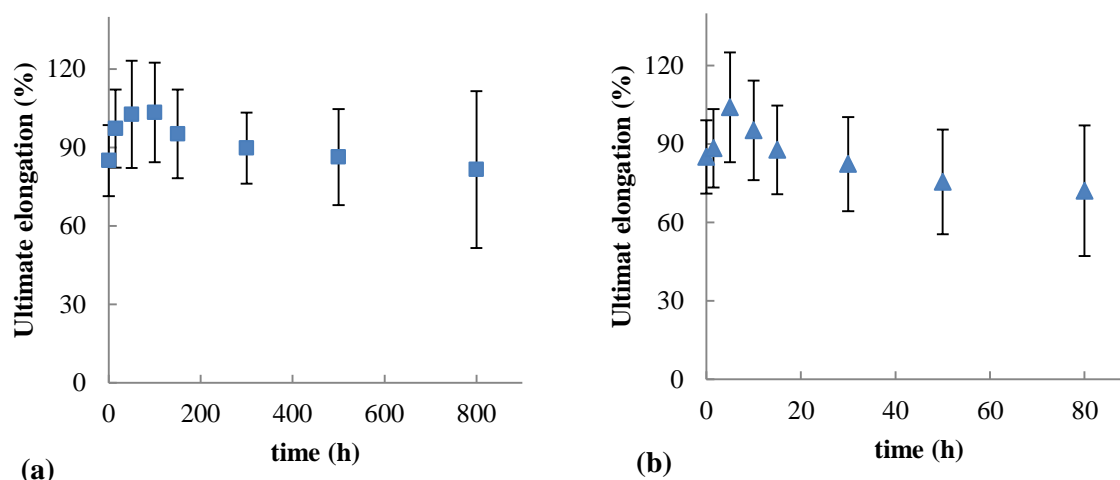 Ultimate elongation (%)
120
90
60
30
0
0 200 400 600 800
time (h)
(a)
Ultimat elongation (%)
120
90
60
30
0
0 20 40 60 80
time (h)
(b)